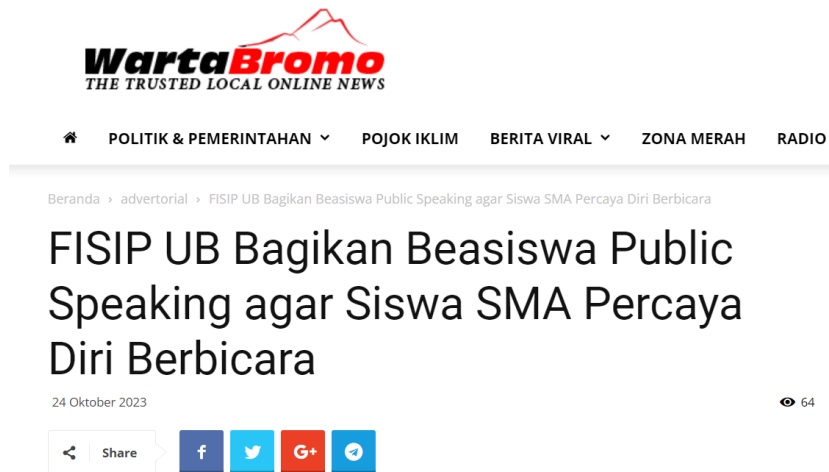 WartaBromo
THE TRUSTED LOCAL ONLINE NEWS
POLITIK & PEMERINTAHAN POJOK IKLIM BERITA VIRAL ZONA MERAH RADIO
Beranda › advertorial › FISIP UB Bagikan Beasiswa Public Speaking agar Siswa SMA Percaya Diri Berbicara
FISIP UB Bagikan Beasiswa Public
Speaking agar Siswa SMA Percaya
Diri Berbicara
24 Oktober 2023 64
Share f G+